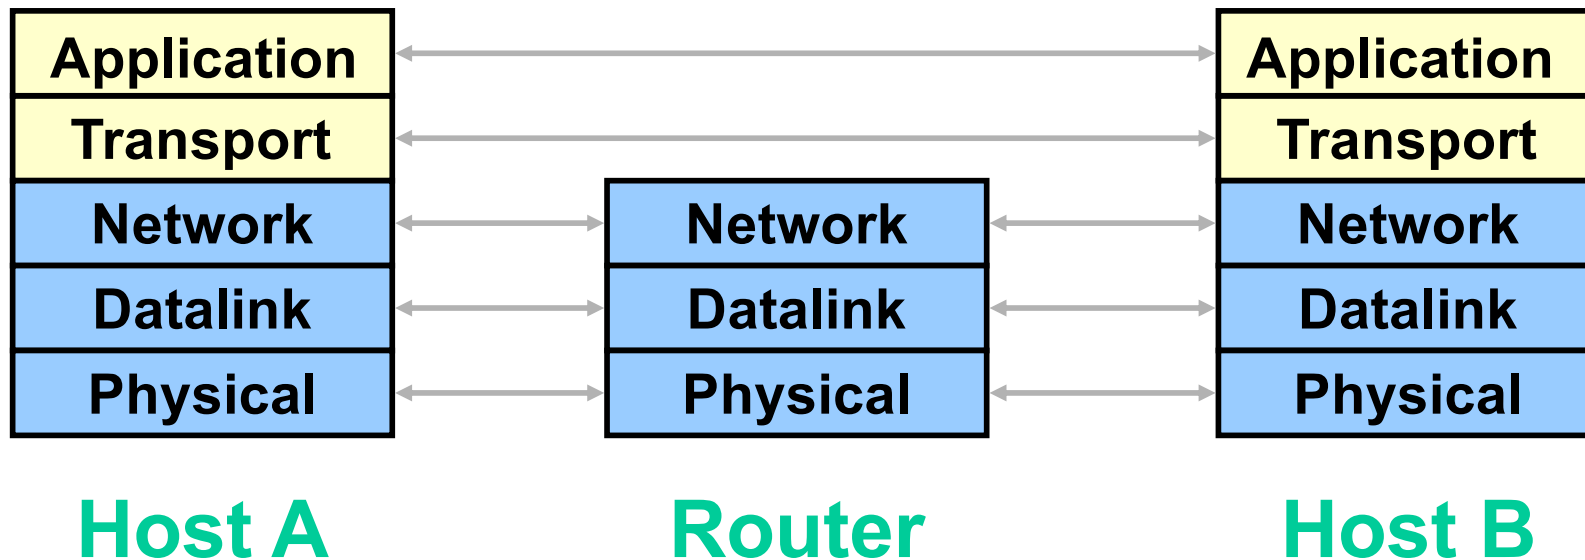 Application Application
Transport Transport
Network Network Network
Datalink Datalink Datalink
Physical Physical Physical
Host A Router Host B